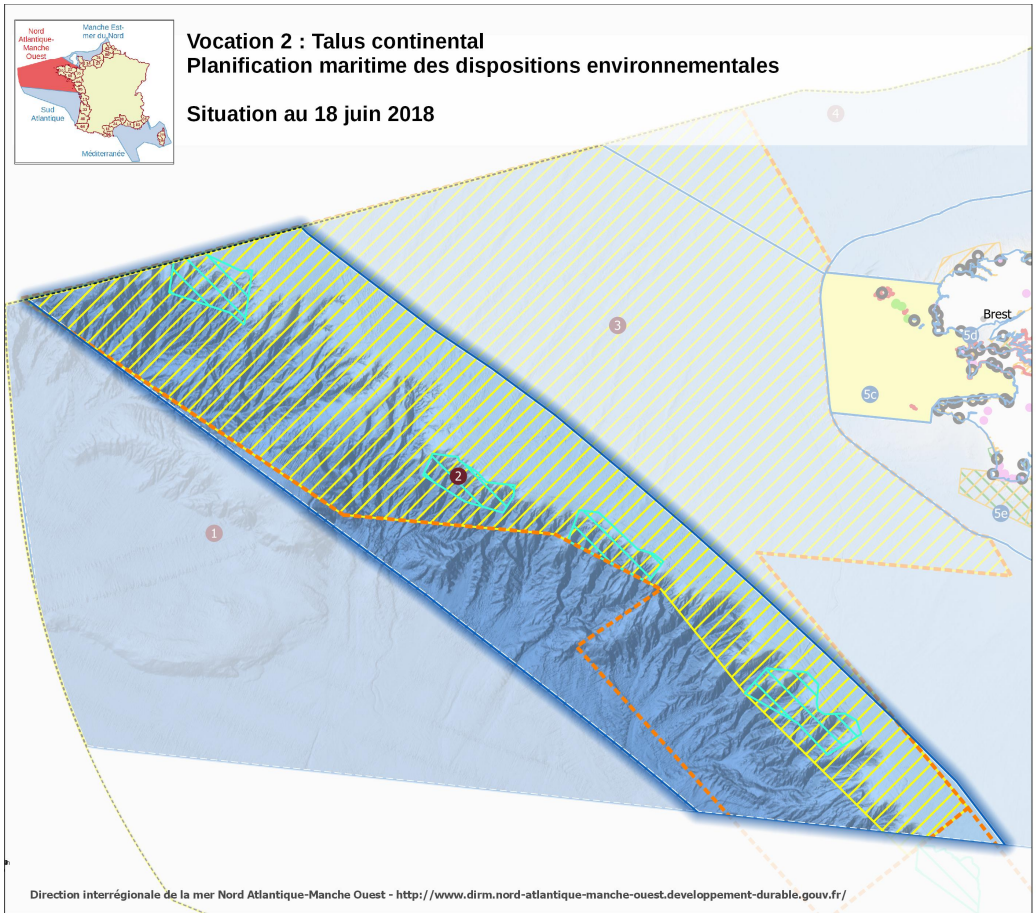 Nord
Atlantique-
Manche
Ouest
Manche Est-
mer du Nord
Sud
Atlantique
Méditerranée
Vocation 2 : Talus continental
Planification maritime des dispositions environnementales
Situation au 18 juin 2018
4
3
Brest
5d
5c
2
5e
1
Direction interrégionale de la mer Nord Atlantique-Manche Ouest - http://www.dirm.nord-atlantique-manche-ouest.developpement-durable.gouv.fr/